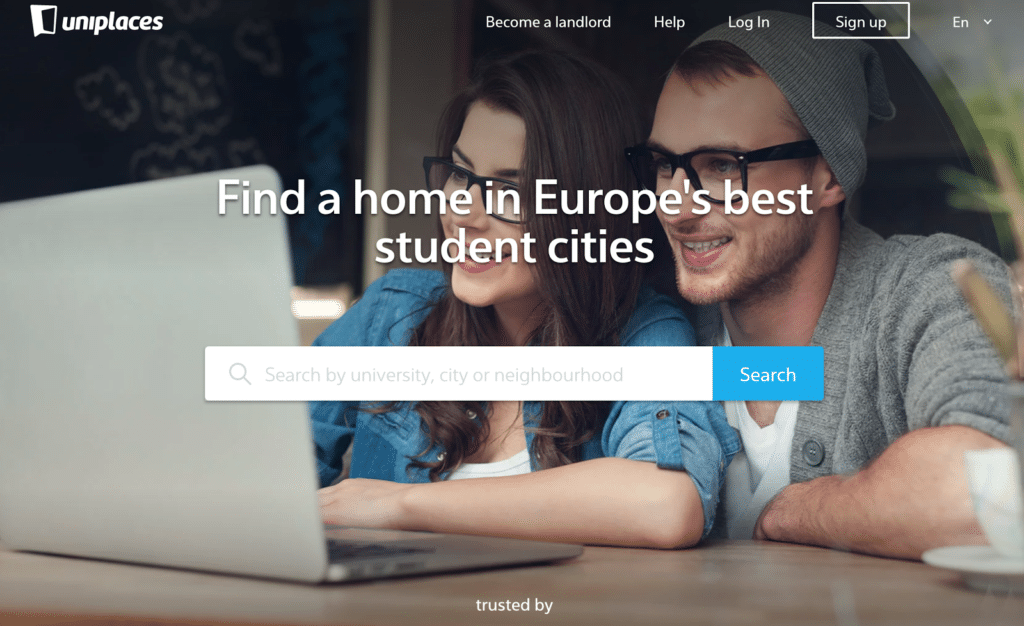 uniplaces
Become a landlord
Help
Log In
Sign up
En
Find a home in Europe's best
student cities
Search by university, city or neighbourhood
Search
trusted by